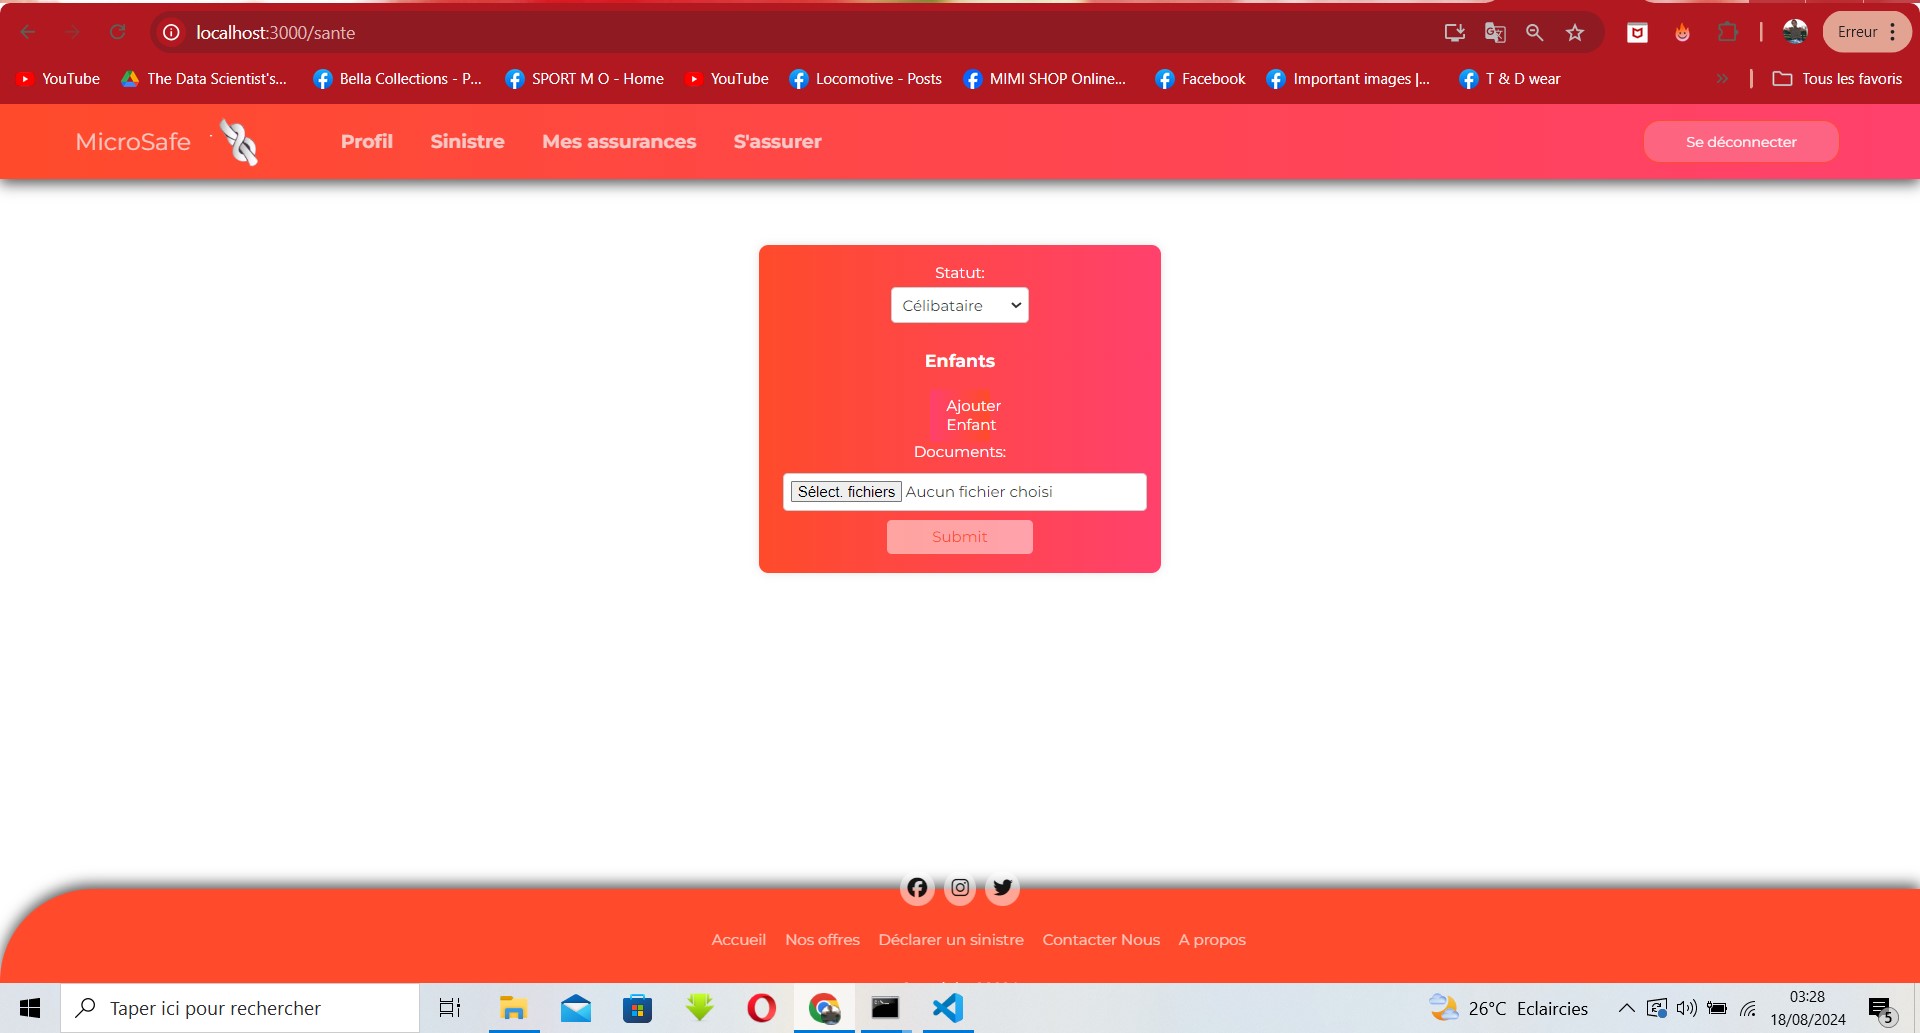 localhost:3000/sante
Erreur
YouTube
The Data Scientist's...
Bella Collections - P...
SPORT M O - Home
YouTube
Locomotive - Posts
MIMI SHOP Online...
Facebook
Important images |...
T & D wear
»
Tous les favoris
MicroSafe
Profil
Sinistre
Mes assurances
S'assurer
Se déconnecter
Statut:
Célibataire
Enfants
Ajouter
Enfant
Documents:
Sélect. fichiers Aucun fichier choisi
Submit
Accueil
Nos offres
Déclarer un sinistre
Contacter Nous
A propos
Taper ici pour rechercher
26°C Eclaircies
03:28
18/08/2024
5